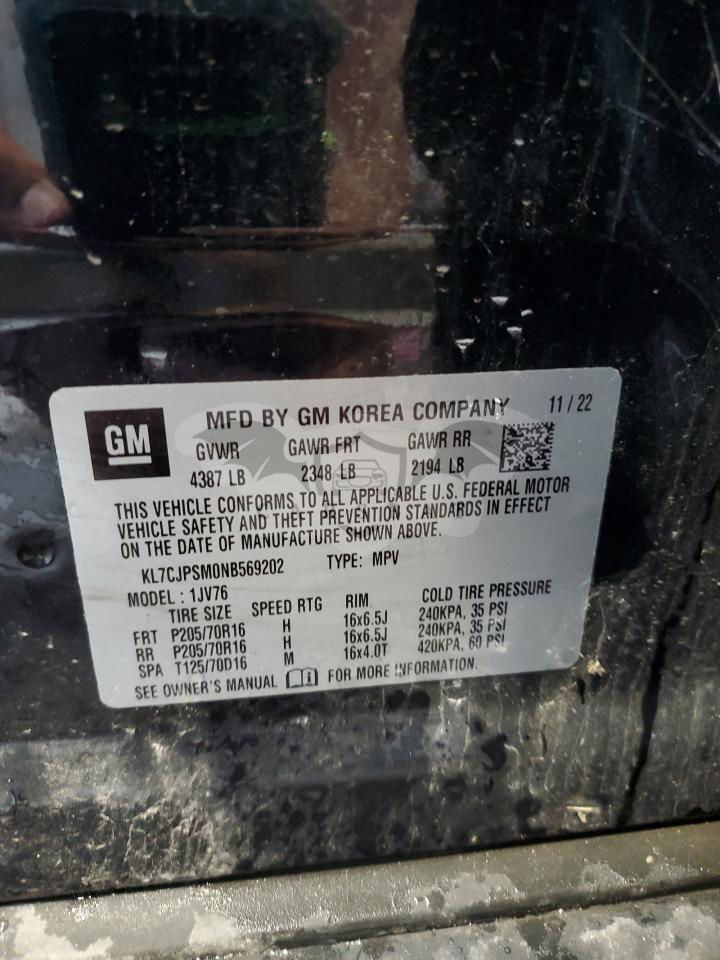 GM
MFD BY GM KOREA COMPANY 11 / 22
GVWR GAWR FRT GAWR RR
4387 LB 2348 LB 2194 LB
THIS VEHICLE CONFORMS TO ALL APPLICABLE U.S. FEDERAL MOTOR
VEHICLE SAFETY AND THEFT PREVENTION STANDARDS IN EFFECT
ON THE DATE OF MANUFACTURE SHOWN ABOVE.
KL7CJPSM0NB569202 TYPE: MPV
MODEL : 1JV76
TIRE SIZE SPEED RTG RIM COLD TIRE PRESSURE
FRT P205/70R16 H 16x6.5J 240KPA, 35 PSI
RR P205/70R16 H 16x6.5J 240KPA, 35 PSI
SPA T125/70D16 M 16x4.0T 420KPA, 60 PSI
SEE OWNER'S MANUAL FOR MORE INFORMATION.